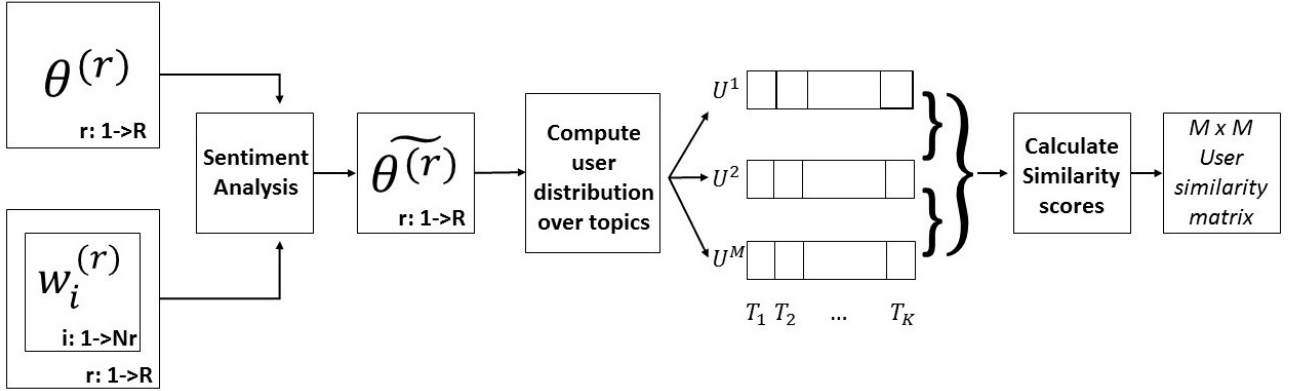 θ^(r)
r: 1->R
w_i^(r)
i: 1->Nr
r: 1->R
Sentiment
Analysis
\widetilde{θ^(r)}
r: 1->R
Compute
user
distribution
over topics
U^1
U^2
U^M
T_1 T_2 ... T_K
Calculate
Similarity
scores
M x M
User
similarity
matrix